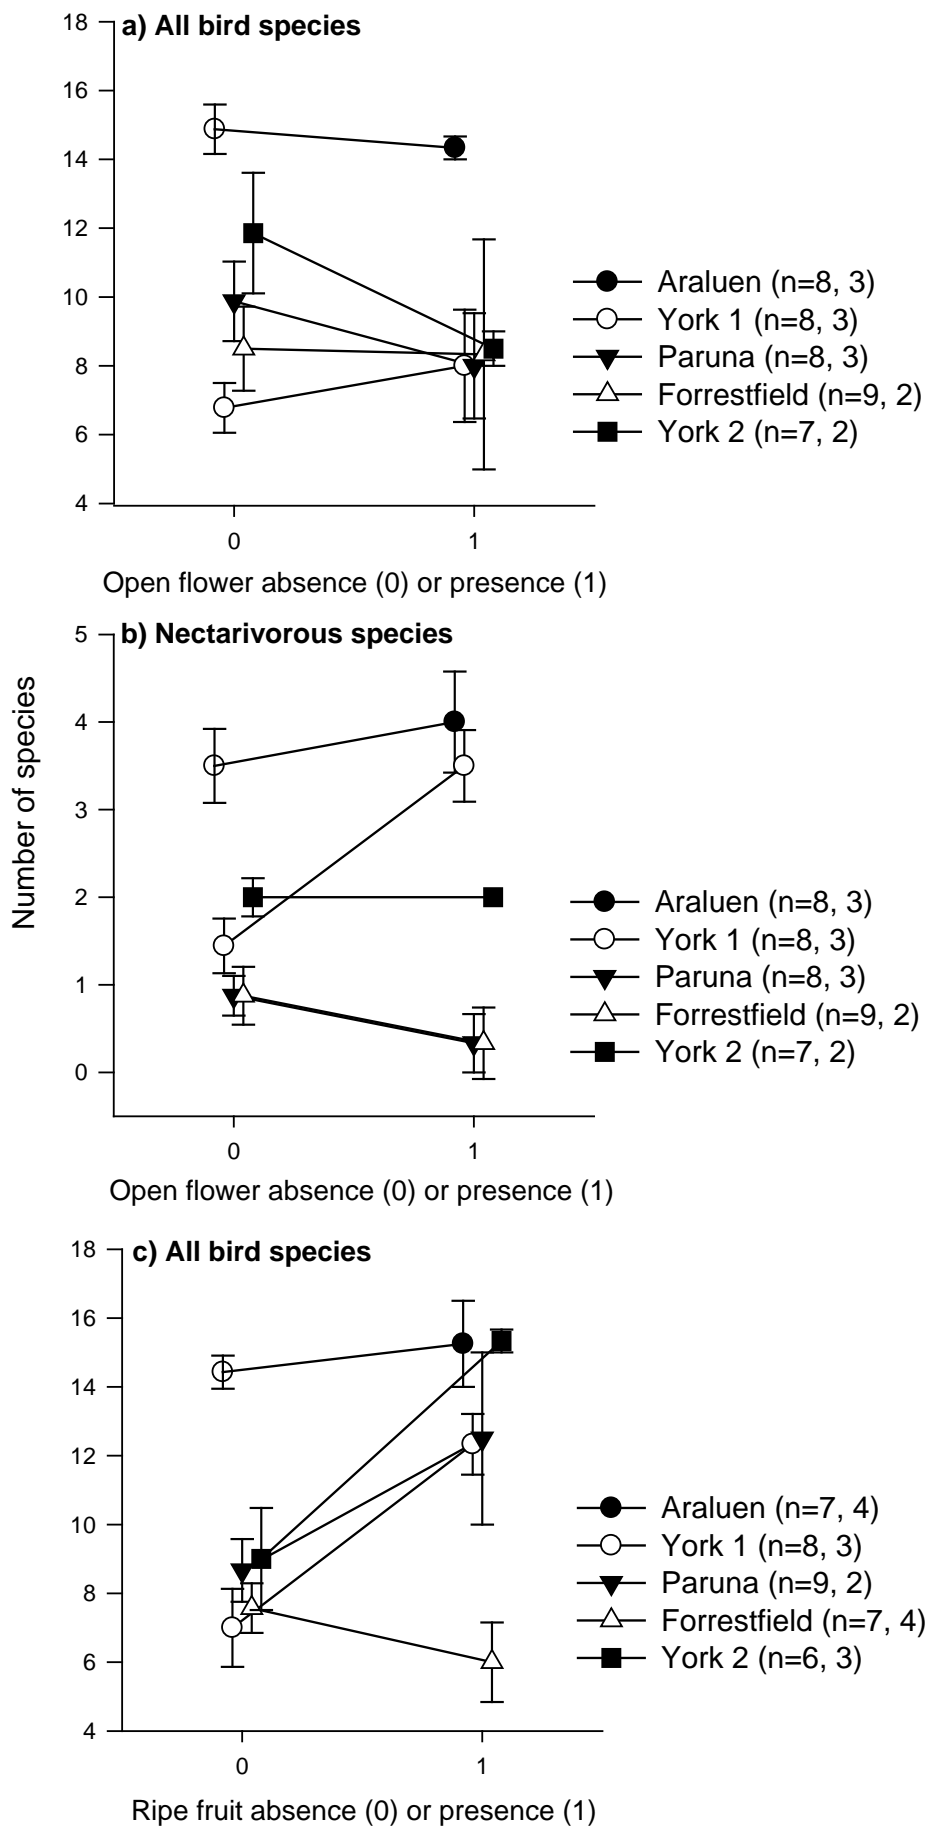 a) All bird species
18
16
14
12
10
8
6
4
0
1
Open flower absence (0) or presence (1)
Araluen (n=8, 3)
York 1 (n=8, 3)
Paruna (n=8, 3)
Forrestfield (n=9, 2)
York 2 (n=7, 2)
Number of species
b) Nectarivorous species
5
4
3
2
1
0
0
1
Open flower absence (0) or presence (1)
Araluen (n=8, 3)
York 1 (n=8, 3)
Paruna (n=8, 3)
Forrestfield (n=9, 2)
York 2 (n=7, 2)
c) All bird species
18
16
14
12
10
8
6
4
0
1
Ripe fruit absence (0) or presence (1)
Araluen (n=7, 4)
York 1 (n=8, 3)
Paruna (n=9, 2)
Forrestfield (n=7, 4)
York 2 (n=6, 3)